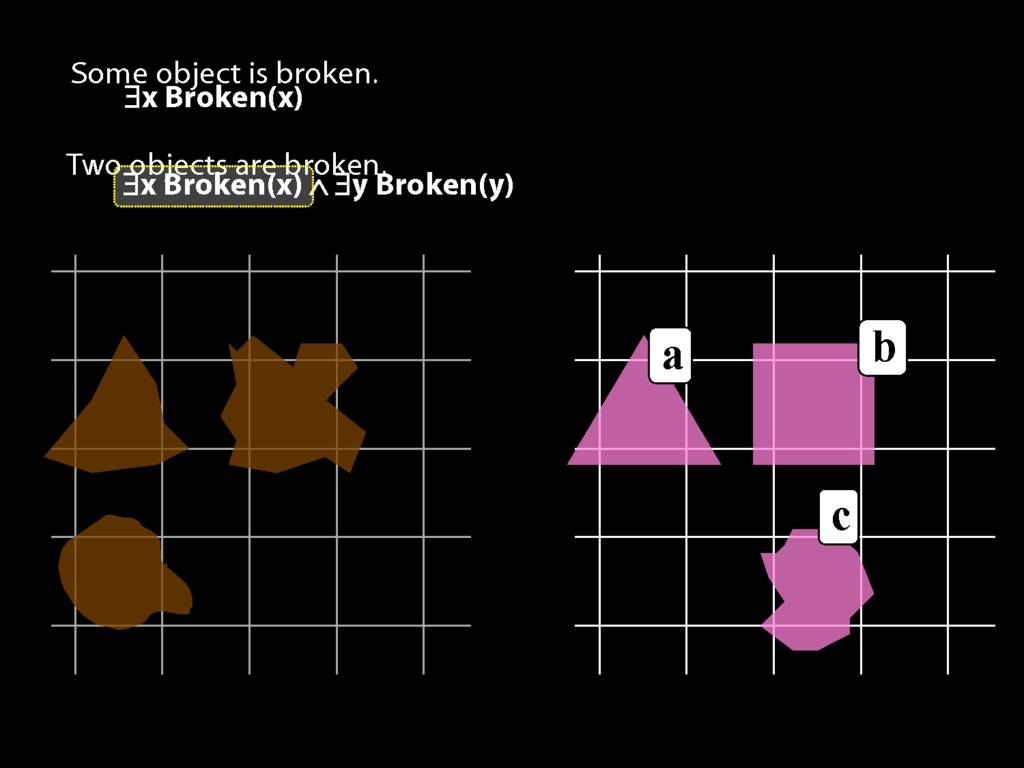 Some object is broken.
∃x Broken(x)
Two objects are broken.
∃x Broken(x) ∧ ∃y Broken(y)
a
b
c